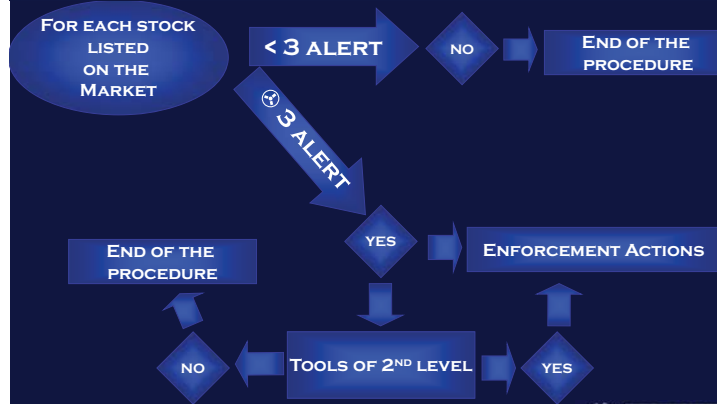 FOR EACH STOCK
LISTED
ON THE
MARKET
< 3 ALERT
NO
END OF THE
PROCEDURE
3 ALERT
YES
ENFORCEMENT ACTIONS
END OF THE
PROCEDURE
NO
TOOLS OF 2ND LEVEL
YES